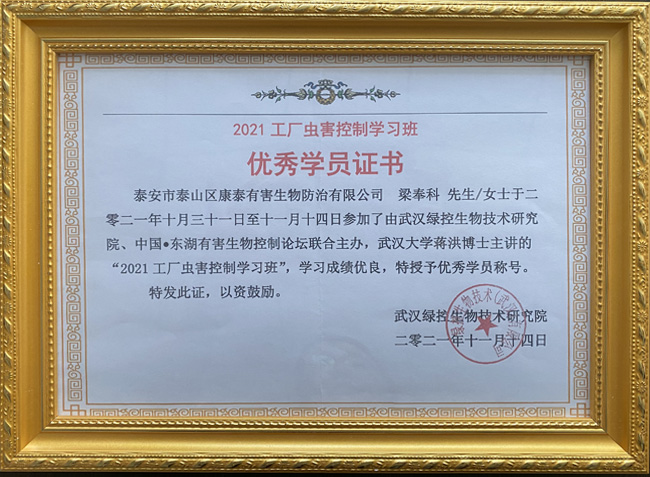 2021 工厂虫害控制学习班
优秀学员证书
泰安市泰山区康泰有害生物防治有限公司 梁奉科 先生/女士于二
零二一年十月三十一日至十一月十四日参加了由武汉绿控生物技术研究
院、中国●东湖有害生物控制论坛联合主办，武汉大学蒋洪博士主讲的
“2021 工厂虫害控制学习班”，学习成绩优良，特授予优秀学员称号。
特发此证，以资鼓励。
武汉绿控生物技术研究院
二零二一年十一月十四日